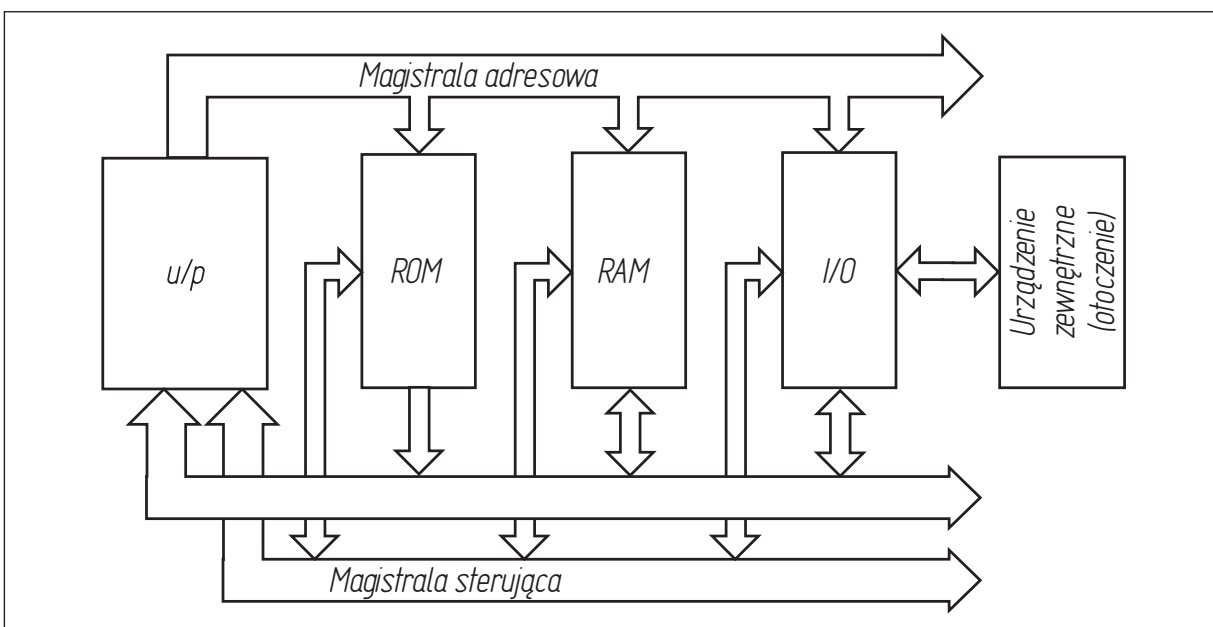 Magistrala adresowa
u/p
ROM
RAM
I/O
Urządzenie
zewnętrzne
(otoczenie)
Magistrala sterująca